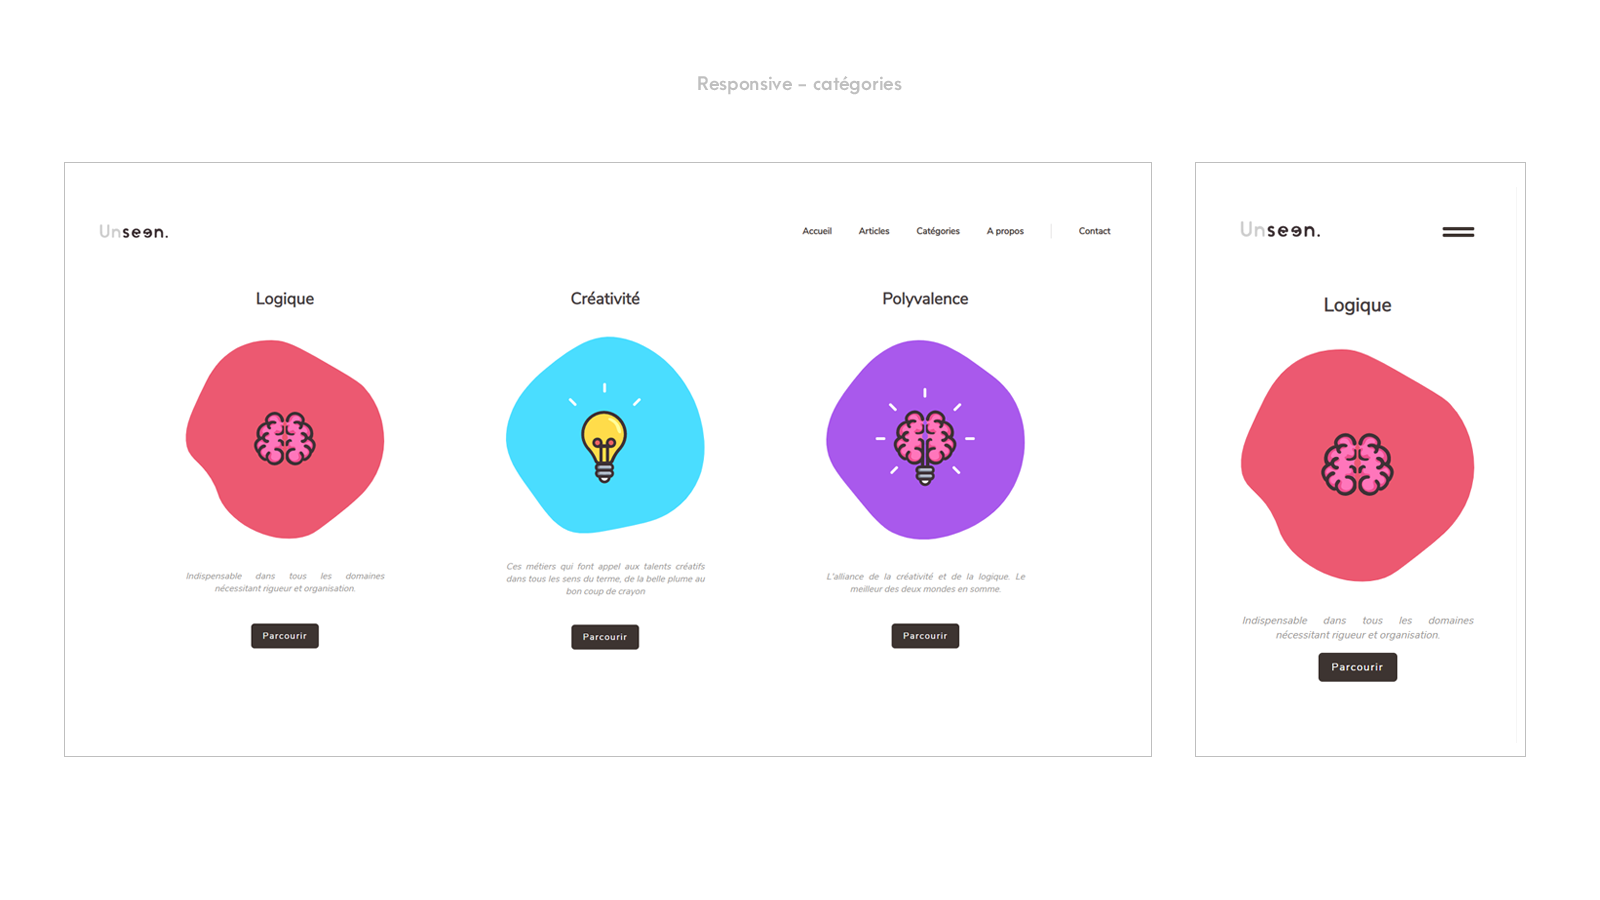 Responsive - catégories
Unseen.
Accueil Articles Catégories A propos Contact
Logique
Créativité
Polyvalence
Indispensable dans tous les domaines
nécessitant rigueur et organisation.
Parcourir
Ces métiers qui font appel aux talents créatifs
dans tous les sens du terme, de la belle plume au
bon coup de crayon
Parcourir
L'alliance de la créativité et de la logique. Le
meilleur des deux mondes en somme.
Parcourir
Unseen.
Logique
Indispensable dans tous les domaines
nécessitant rigueur et organisation.
Parcourir